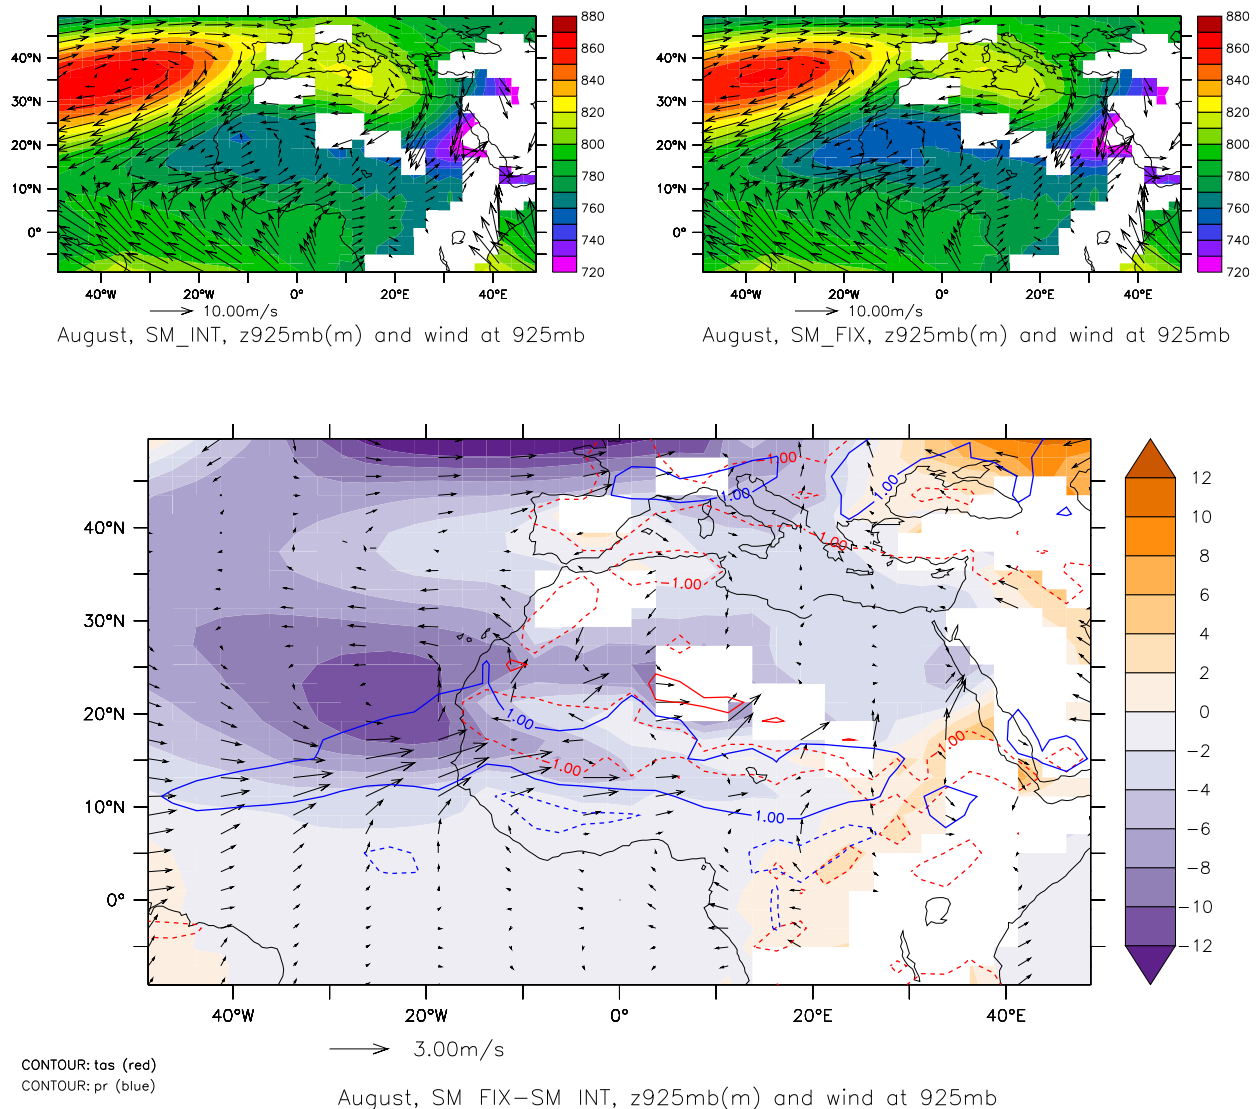 880
860
840
820
800
780
760
740
720
40°N
30°N
20°N
10°N
0°
40°W
20°W
0°
20°E
40°E
10.00m/s
August, SM_INT, z925mb(m) and wind at 925mb
880
860
840
820
800
780
760
740
720
40°N
30°N
20°N
10°N
0°
40°W
20°W
0°
20°E
40°E
10.00m/s
August, SM_FIX, z925mb(m) and wind at 925mb
40°N
30°N
20°N
10°N
0°
40°W
20°W
0°
20°E
40°E
1.00
1.00
1.00
1.00
-1.00
1.00
1.00
-1.00
1.00
12
10
8
6
4
2
0
-2
-4
-6
-8
-10
-12
3.00m/s
CONTOUR: tas (red)
CONTOUR: pr (blue)
August, SM FIX-SM INT, z925mb(m) and wind at 925mb